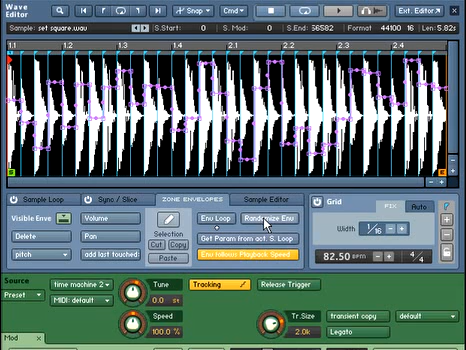 Wave Editor
Snap
Cmd
Ext. Editor
Sample: set square.wav
S.Start: 0
S. Mod: 0
S.End: 56582
Format 44100 16
Len: 5.82s
1.1 1.2 1.3 1.4 2.1 2.2 2.3 2.4
S
E
Sample Loop
Sync / Slice
ZONE ENVELOPES
Sample Editor
Grid
FIX
Auto
Visible Env
Volume
Env Loop
Randomize Env
Delete
Pan
Selection
Cut
Copy
Get Param from act. S. Loop
Width 1/16
pitch
add last touched
Paste
Env follows Playback Speed
82.50 BPM
4/4
Source
Preset
time machine 2
MIDI: default
Tune
0.0 st
Tracking
Release Trigger
Speed
100.0 %
Tr.Size
2.0k
transient copy
default
Legato
Mod